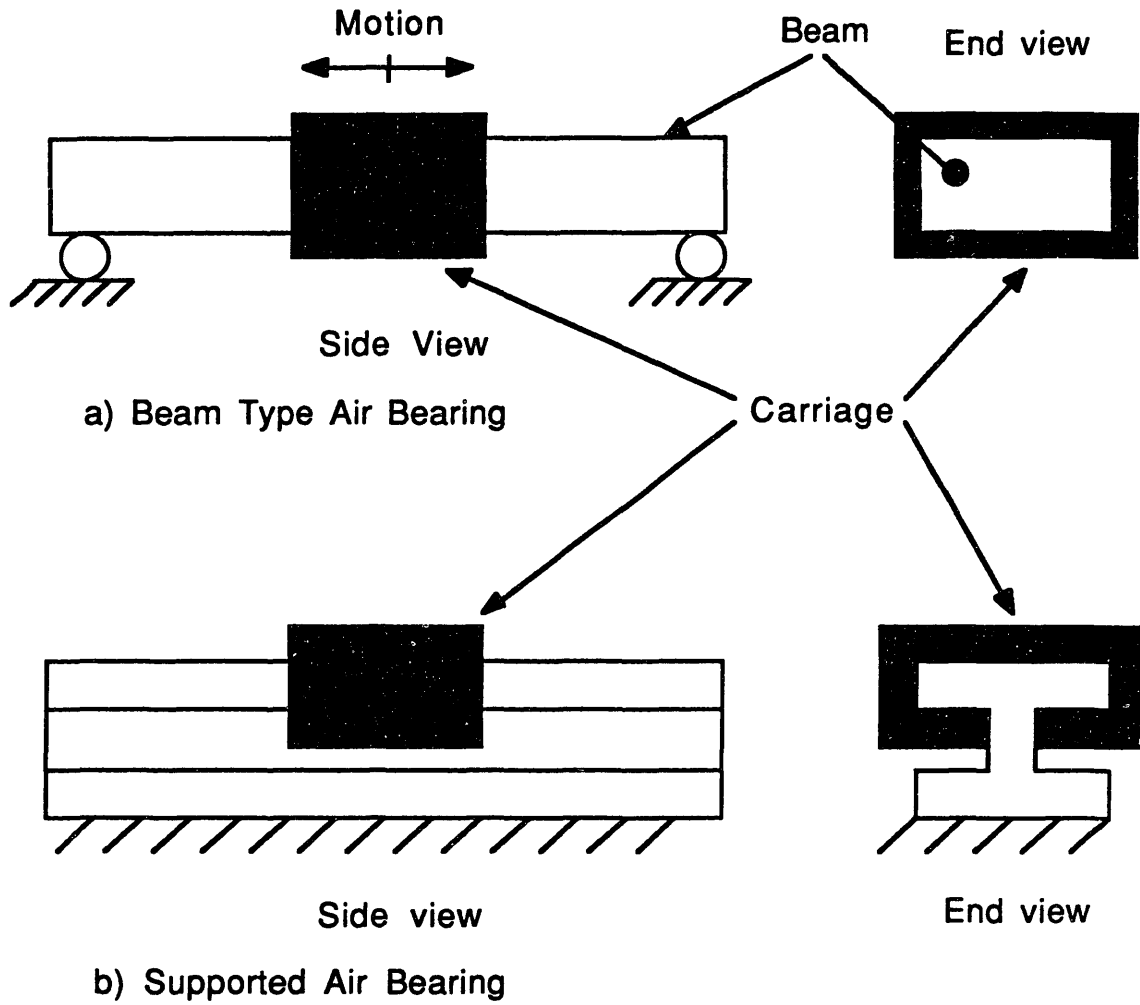 Motion
Beam
End view
Side View
a) Beam Type Air Bearing
Carriage
Side view
End view
b) Supported Air Bearing